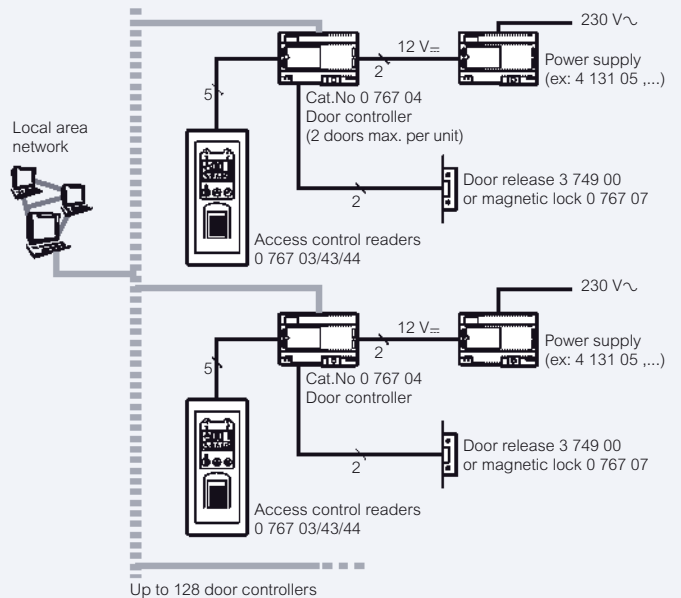 230 V~
12 V⎓
2
Power supply
(ex: 4 131 05 ,...)
5
Cat.No 0 767 04
Door controller
(2 doors max. per unit)
Local area
network
2
Door release 3 749 00
or magnetic lock 0 767 07
Access control readers
0 767 03/43/44
230 V~
12 V⎓
2
Power supply
(ex: 4 131 05 ,...)
5
Cat.No 0 767 04
Door controller
2
Door release 3 749 00
or magnetic lock 0 767 07
Access control readers
0 767 03/43/44
Up to 128 door controllers